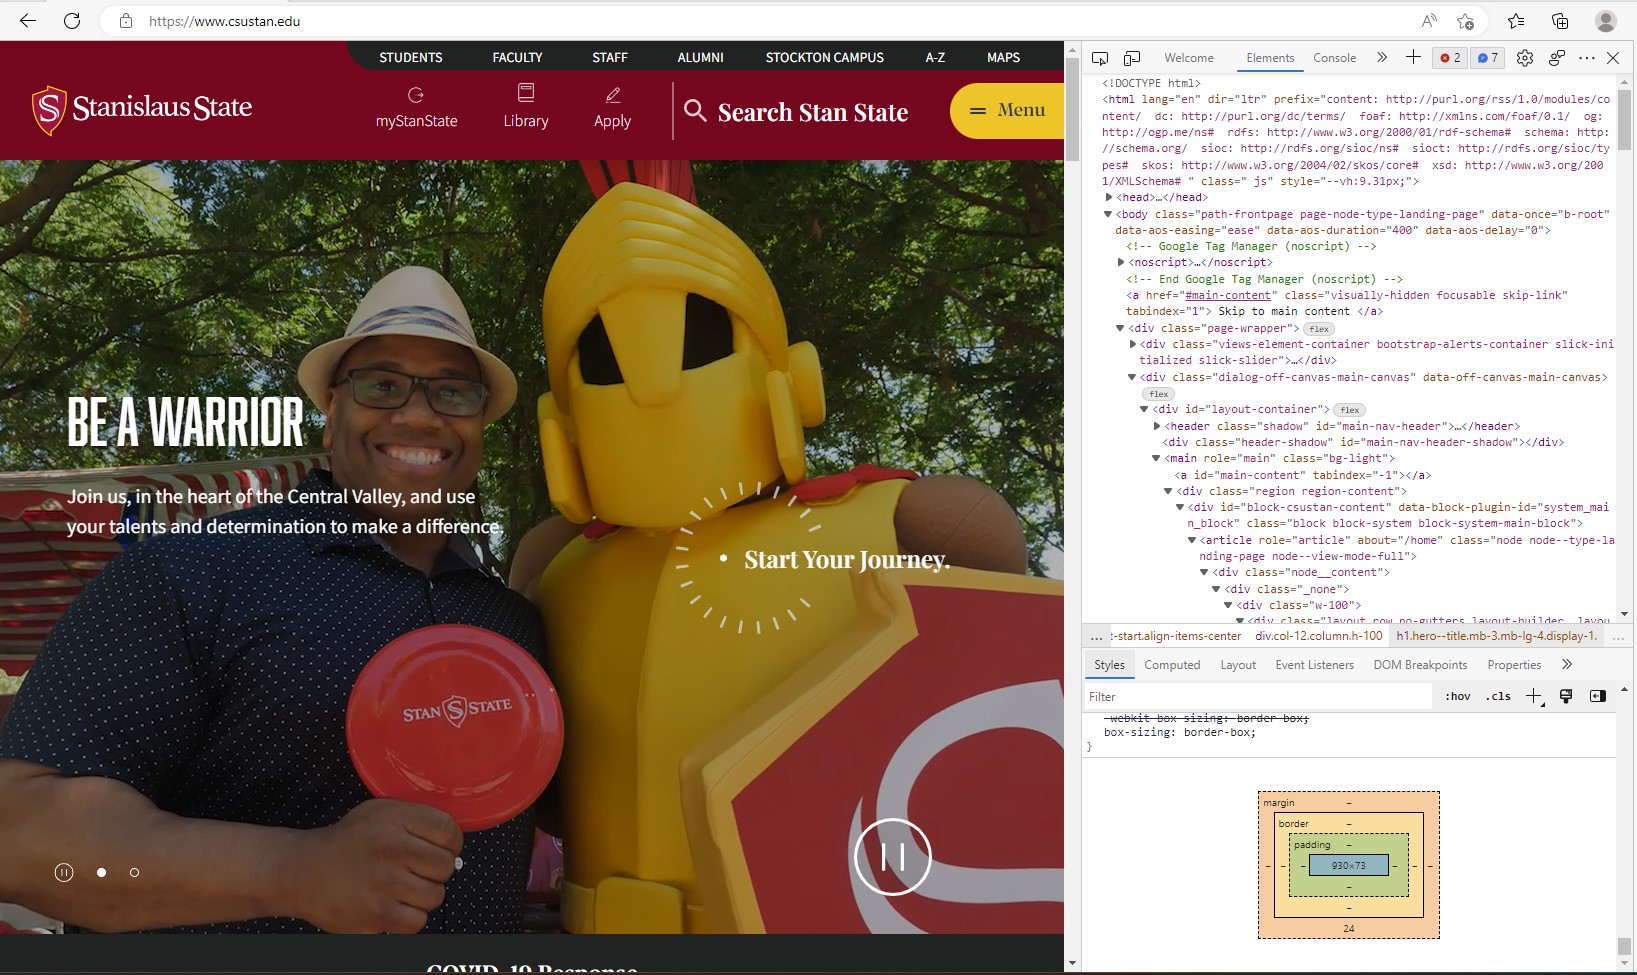 https://www.csustan.edu
STUDENTS FACULTY STAFF ALUMNI STOCKTON CAMPUS A-Z MAPS
Stanislaus State
myStanState Library Apply
Search Stan State
Menu
BE A WARRIOR
Join us, in the heart of the Central Valley, and use
your talents and determination to make a difference.
Start Your Journey.
STAN S STATE
COVID-19 Response
Welcome Elements Console 2 7
<!DOCTYPE html>
<html lang="en" dir="ltr" prefix="content: http://purl.org/rss/1.0/modules/co
ntent/ dc: http://purl.org/dc/terms/ foaf: http://xmlns.com/foaf/0.1/ og:
http://ogp.me/ns# rdfs: http://www.w3.org/2000/01/rdf-schema# schema: http:
//schema.org/ sioc: http://rdfs.org/sioc/ns# sioct: http://rdfs.org/sioc/ty
pes# skos: http://www.w3.org/2004/02/skos/core# xsd: http://www.w3.org/200
1/XMLSchema# " class=" js" style="--vh:9.31px;">
<head>…</head>
<body class="path-frontpage page-node-type-landing-page" data-once="b-root"
data-aos-easing="ease" data-aos-duration="400" data-aos-delay="0">
<!-- Google Tag Manager (noscript) -->
<noscript>…</noscript>
<!-- End Google Tag Manager (noscript) -->
<a href="#main-content" class="visually-hidden focusable skip-link"
tabindex="1"> Skip to main content </a>
<div class="page-wrapper"> flex
<div class="views-element-container bootstrap-alerts-container slick-ini
tialized slick-slider">…</div>
<div class="dialog-off-canvas-main-canvas" data-off-canvas-main-canvas>
flex
<div id="layout-container"> flex
<header class="shadow" id="main-nav-header">…</header>
<div class="header-shadow" id="main-nav-header-shadow"></div>
<main role="main" class="bg-light">
<a id="main-content" tabindex="-1"></a>
<div class="region region-content">
<div id="block-csustan-content" data-block-plugin-id="system_mai
n_block" class="block block-system block-system-main-block">
<article role="article" about="/home" class="node node--type-la
nding-page node--view-mode-full">
<div class="node__content">
<div class="_none">
<div class="w-100">
<div class="layout row no-gutters layout-builder layou
... :-start.align-items-center div.col-12.column.h-100 h1.hero--title.mb-3.mb-lg-4.display-1. ...
Styles Computed Layout Event Listeners DOM Breakpoints Properties
Filter :hov .cls
-webkit-box-sizing: border-box;
box-sizing: border-box;
}
margin –
border –
padding –
– – – 930×73 – – –
–
–
24